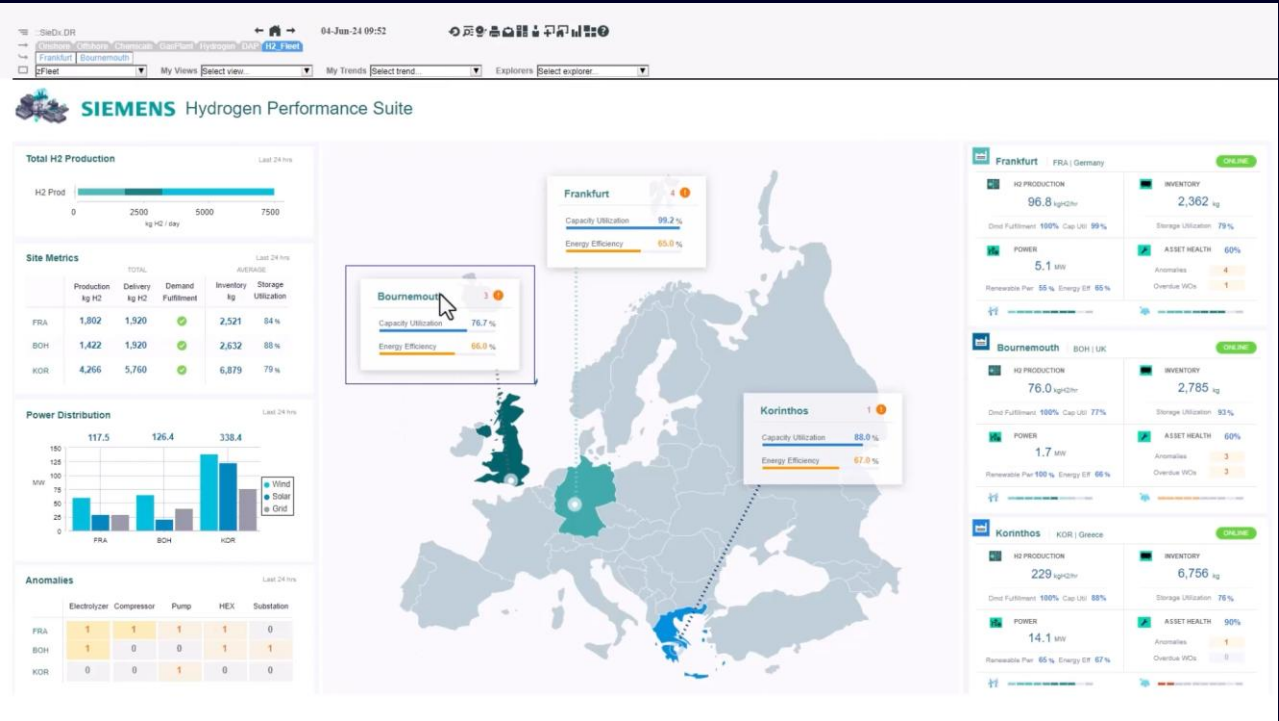 ::SieDx.DR
04-Jun-24 09:52
Onshore Offshore Chemicals GasPlant Hydrogen DAP H2_Fleet
Frankfurt Bournemouth
zFleet My Views Select view... My Trends Select trend... Explorers Select explorer...
SIEMENS Hydrogen Performance Suite
Total H2 Production Last 24 hrs
H2 Prod
0 2500 5000 7500
kg H2 / day
Site Metrics Last 24 hrs
TOTAL AVERAGE
Production kg H2 Delivery kg H2 Demand Fulfillment Inventory kg Storage Utilization
FRA 1,802 1,920 2,521 84 %
BOH 1,422 1,920 2,632 88 %
KOR 4,266 5,760 6,879 79 %
Power Distribution Last 24 hrs
117.5 126.4 338.4
150
125
100
75
50
25
0
MW
FRA BOH KOR
Wind
Solar
Grid
Anomalies Last 24 hrs
Electrolyzer Compressor Pump HEX Substation
FRA 1 1 1 1 0
BOH 1 0 0 1 1
KOR 0 0 1 0 0
Frankfurt 4
Capacity Utilization 99.2 %
Energy Efficiency 65.0 %
Bournemout 3
Capacity Utilization 76.7 %
Energy Efficiency 66.0 %
Korinthos 1
Capacity Utilization 88.0 %
Energy Efficiency 67.0 %
Frankfurt FRA | Germany ONLINE
H2 PRODUCTION INVENTORY
96.8 kgH2/hr 2,362 kg
Dmd Fulfillment 100% Cap Util 99% Storage Utilization 79%
POWER ASSET HEALTH 60%
5.1 MW Anomalies 4
Renewable Pwr 55 % Energy Eff 65% Overdue WOs 1
Bournemouth BOH | UK ONLINE
H2 PRODUCTION INVENTORY
76.0 kgH2/hr 2,785 kg
Dmd Fulfillment 100% Cap Util 77% Storage Utilization 93%
POWER ASSET HEALTH 60%
1.7 MW Anomalies 3
Renewable Pwr 100 % Energy Eff 66% Overdue WOs 3
Korinthos KOR | Greece ONLINE
H2 PRODUCTION INVENTORY
229 kgH2/hr 6,756 kg
Dmd Fulfillment 100% Cap Util 88% Storage Utilization 76%
POWER ASSET HEALTH 90%
14.1 MW Anomalies 1
Renewable Pwr 65 % Energy Eff 67% Overdue WOs 0